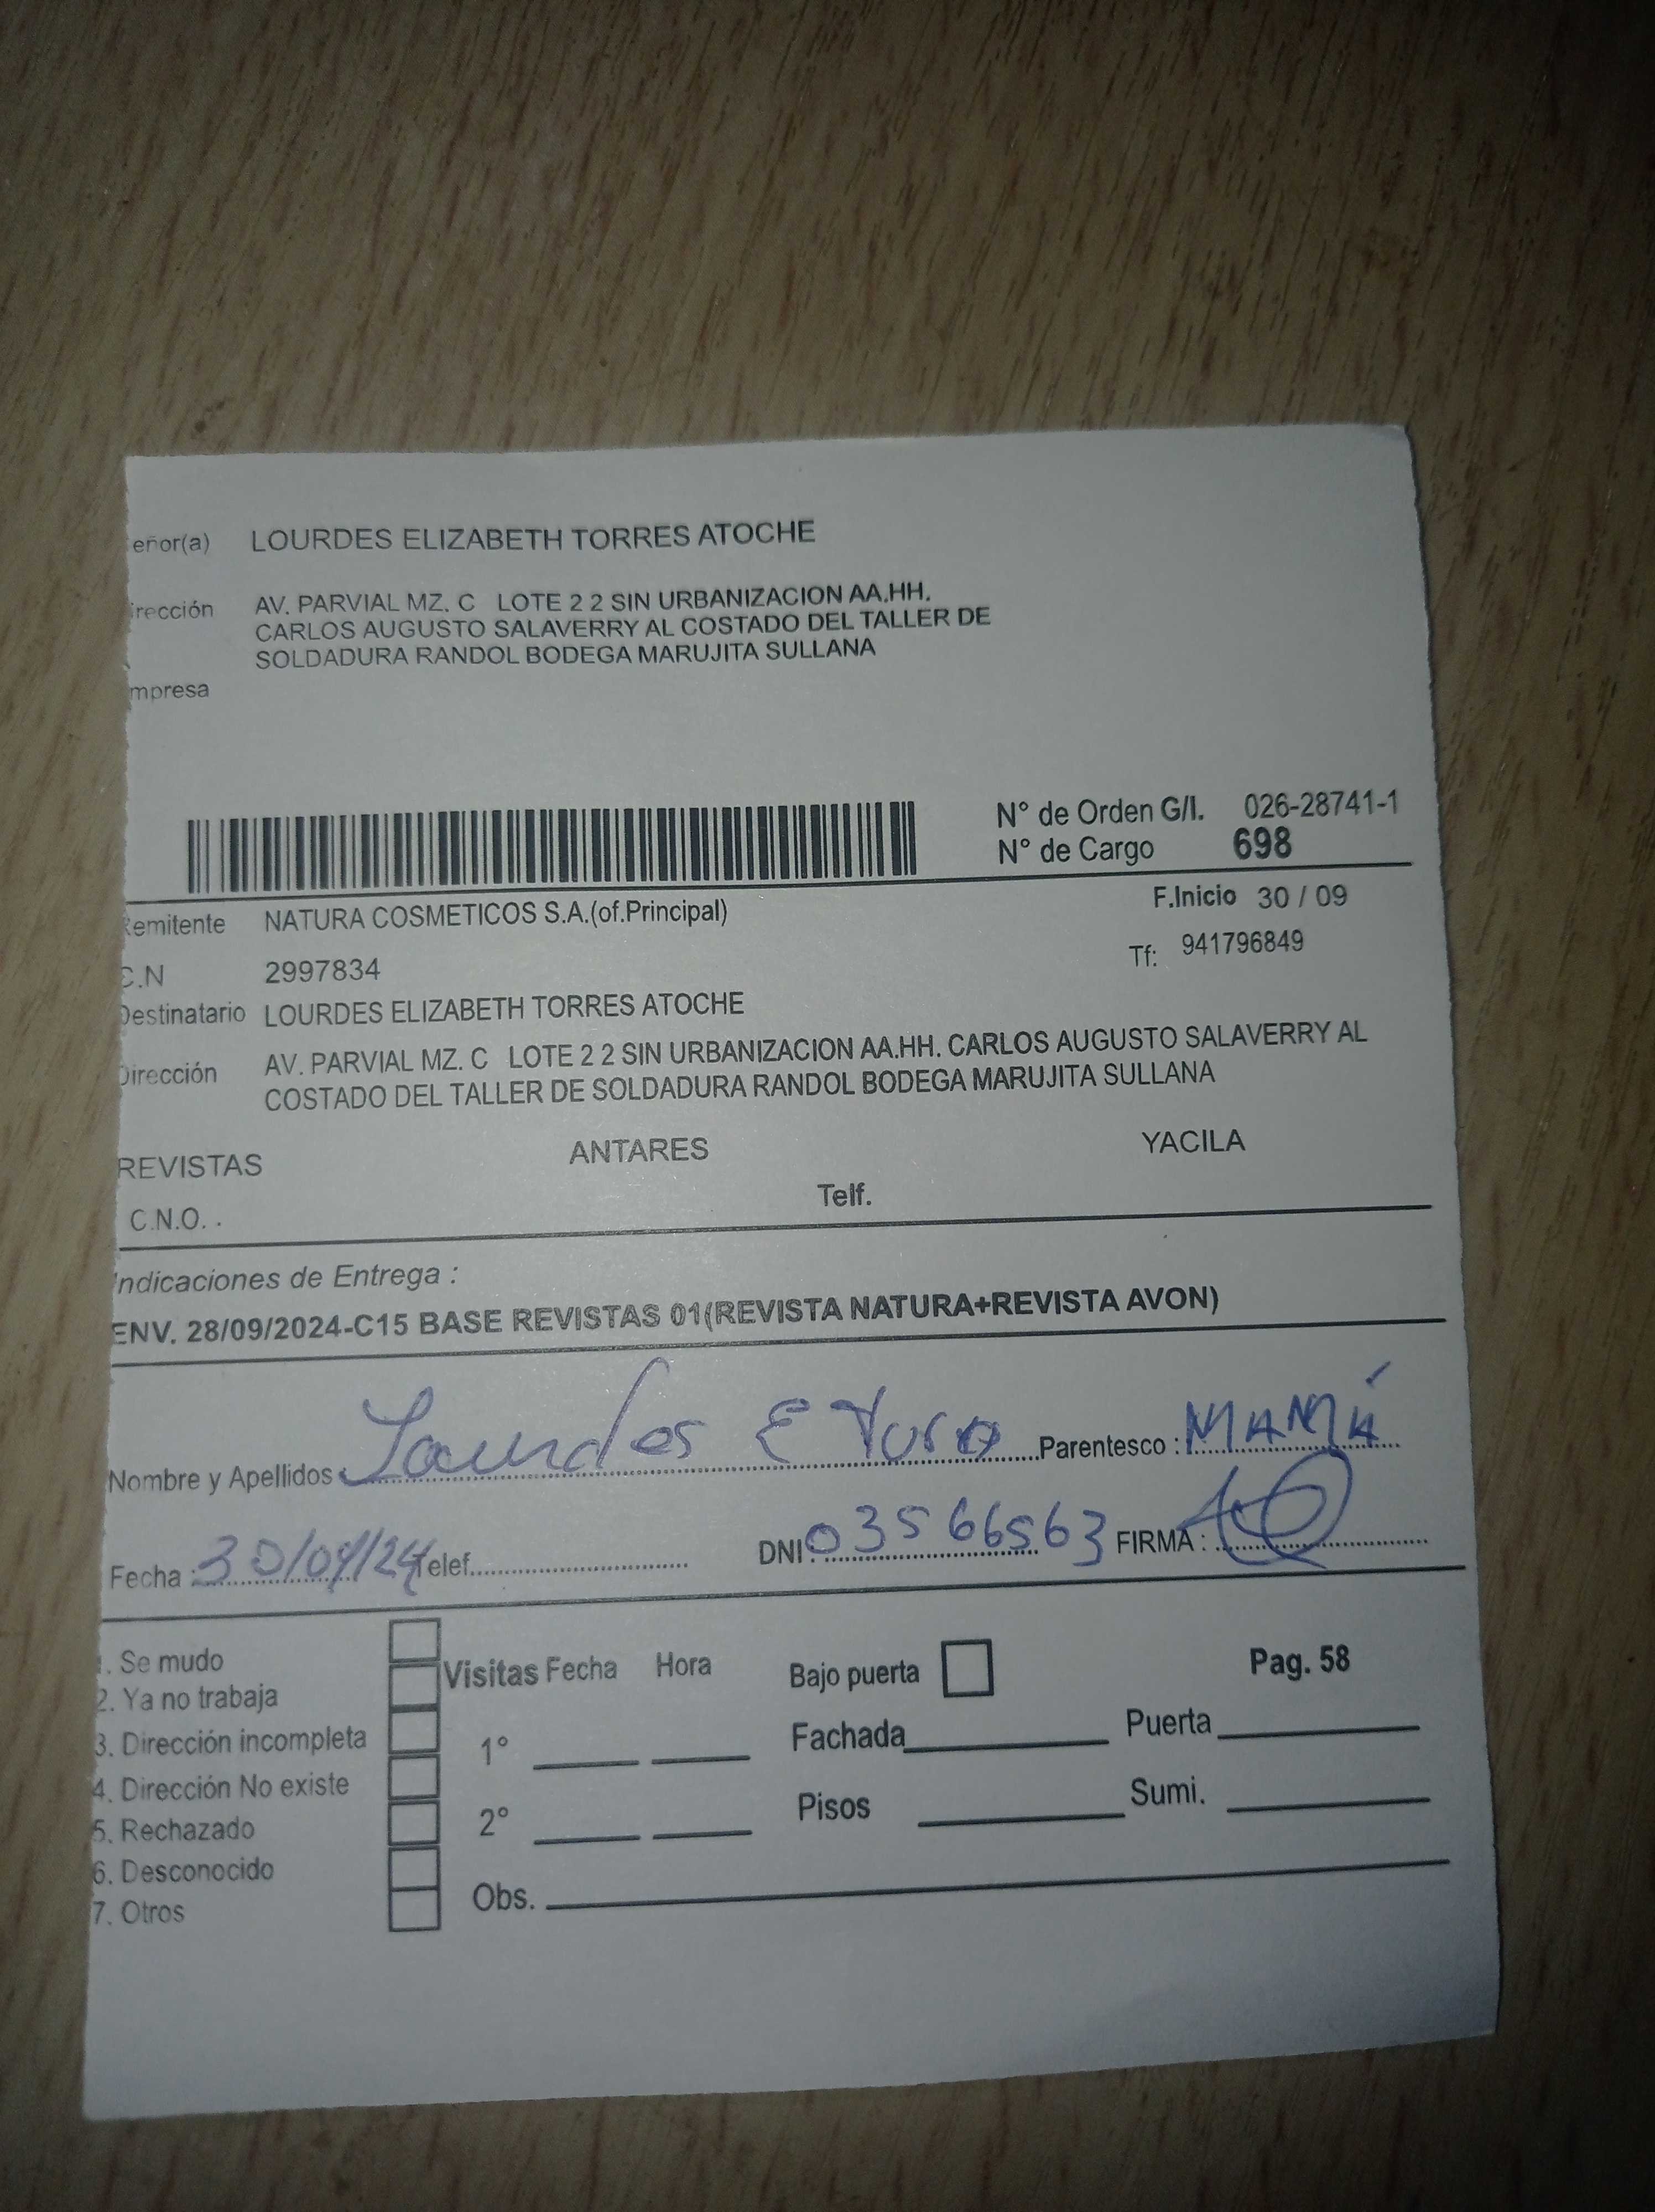 eñor(a) LOURDES ELIZABETH TORRES ATOCHE
irección AV. PARVIAL MZ. C LOTE 2 2 SIN URBANIZACION AA.HH.
CARLOS AUGUSTO SALAVERRY AL COSTADO DEL TALLER DE
SOLDADURA RANDOL BODEGA MARUJITA SULLANA
mpresa
N° de Orden G/I. 026-28741-1
N° de Cargo 698
Remitente NATURA COSMETICOS S.A.(of.Principal) F.Inicio 30 / 09
C.N 2997834 Tf: 941796849
Destinatario LOURDES ELIZABETH TORRES ATOCHE
Dirección AV. PARVIAL MZ. C LOTE 2 2 SIN URBANIZACION AA.HH. CARLOS AUGUSTO SALAVERRY AL
COSTADO DEL TALLER DE SOLDADURA RANDOL BODEGA MARUJITA SULLANA
REVISTAS ANTARES YACILA
C.N.O. . Telf.
Indicaciones de Entrega :
ENV. 28/09/2024-C15 BASE REVISTAS 01(REVISTA NATURA+REVISTA AVON)
Nombre y Apellidos Lourdes E Parentesco : MAMÁ
Fecha : 30/09/24 Telef. DNI: 03566563 FIRMA :
1. Se mudo
2. Ya no trabaja
3. Dirección incompleta
4. Dirección No existe
5. Rechazado
6. Desconocido
7. Otros
Visitas Fecha Hora
1°
2°
Obs.
Bajo puerta Pag. 58
Fachada Puerta
Pisos Sumi.